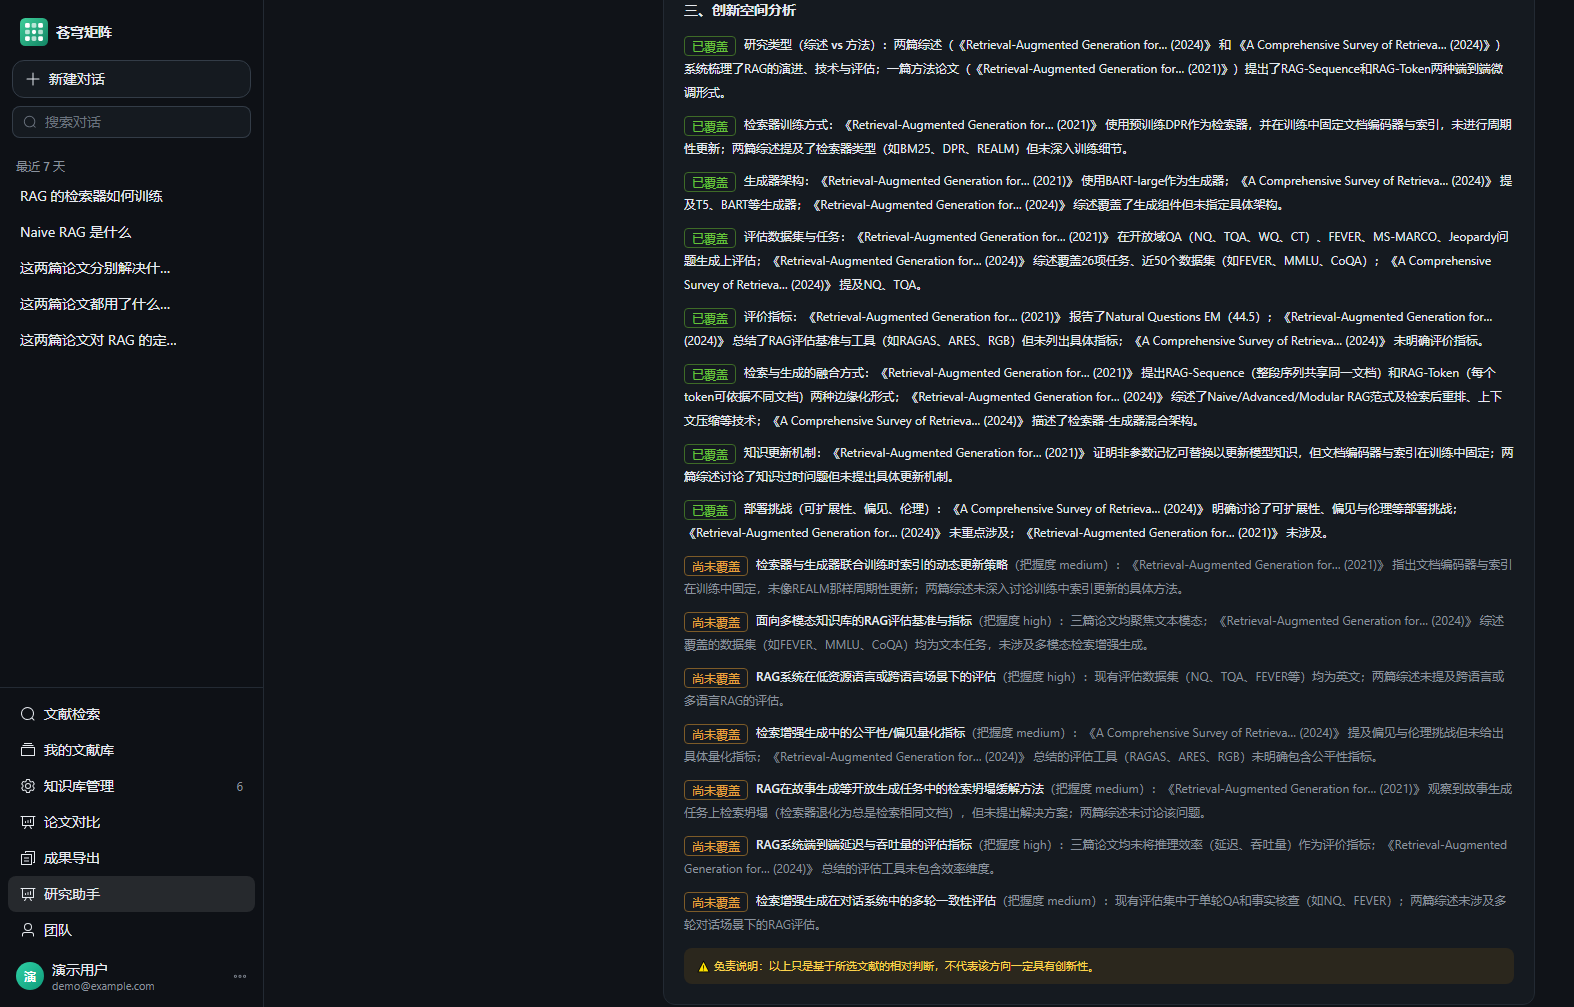 苍穹矩阵
新建对话
搜索对话
最近 7 天
RAG 的检索器如何训练
Naive RAG 是什么
这两篇论文分别解决什...
这两篇论文都用了什么...
这两篇论文对 RAG 的定...
文献检索
我的文献库
知识库管理 6
论文对比
成果导出
研究助手
团队
演 演示用户
demo@example.com
三、创新空间分析
已覆盖 研究类型（综述 vs 方法）：两篇综述（《Retrieval-Augmented Generation for... (2024)》 和 《A Comprehensive Survey of Retrieva... (2024)》）
系统梳理了RAG的演进、技术与评估；一篇方法论文（《Retrieval-Augmented Generation for... (2021)》）提出了RAG-Sequence和RAG-Token两种端到端微
调形式。
已覆盖 检索器训练方式：《Retrieval-Augmented Generation for... (2021)》 使用预训练DPR作为检索器，并在训练中固定文档编码器与索引，未进行周期
性更新；两篇综述提及了检索器类型（如BM25、DPR、REALM）但未深入训练细节。
已覆盖 生成器架构：《Retrieval-Augmented Generation for... (2021)》 使用BART-large作为生成器；《A Comprehensive Survey of Retrieva... (2024)》 提
及T5、BART等生成器；《Retrieval-Augmented Generation for... (2024)》 综述覆盖了生成组件但未指定具体架构。
已覆盖 评估数据集与任务：《Retrieval-Augmented Generation for... (2021)》 在开放域QA（NQ、TQA、WQ、CT）、FEVER、MS-MARCO、Jeopardy问
题生成上评估；《Retrieval-Augmented Generation for... (2024)》 综述覆盖26项任务、近50个数据集（如FEVER、MMLU、CoQA）；《A Comprehensive
Survey of Retrieva... (2024)》 提及NQ、TQA。
已覆盖 评价指标：《Retrieval-Augmented Generation for... (2021)》 报告了Natural Questions EM（44.5）；《Retrieval-Augmented Generation for...
(2024)》 总结了RAG评估基准与工具（如RAGAS、ARES、RGB）但未列出具体指标；《A Comprehensive Survey of Retrieva... (2024)》 未明确评价指标。
已覆盖 检索与生成的融合方式：《Retrieval-Augmented Generation for... (2021)》 提出RAG-Sequence（整段序列共享同一文档）和RAG-Token（每个
token可依据不同文档）两种边缘化形式；《Retrieval-Augmented Generation for... (2024)》 综述了Naive/Advanced/Modular RAG范式及检索后重排、上下
文压缩等技术；《A Comprehensive Survey of Retrieva... (2024)》 描述了检索器-生成器混合架构。
已覆盖 知识更新机制：《Retrieval-Augmented Generation for... (2021)》 证明非参数记忆可替换以更新模型知识，但文档编码器与索引在训练中固定；两
篇综述讨论了知识过时问题但未提出具体更新机制。
已覆盖 部署挑战（可扩展性、偏见、伦理）：《A Comprehensive Survey of Retrieva... (2024)》 明确讨论了可扩展性、偏见与伦理等部署挑战；
《Retrieval-Augmented Generation for... (2024)》 未重点涉及；《Retrieval-Augmented Generation for... (2021)》 未涉及。
尚未覆盖 检索器与生成器联合训练时索引的动态更新策略（把握度 medium）：《Retrieval-Augmented Generation for... (2021)》 指出文档编码器与索引
在训练中固定，未像REALM那样周期性更新；两篇综述未深入讨论训练中索引更新的具体方法。
尚未覆盖 面向多模态知识库的RAG评估基准与指标（把握度 high）：三篇论文均聚焦文本模态；《Retrieval-Augmented Generation for... (2024)》 综述
覆盖的数据集（如FEVER、MMLU、CoQA）均为文本任务，未涉及多模态检索增强生成。
尚未覆盖 RAG系统在低资源语言或跨语言场景下的评估（把握度 high）：现有评估数据集（NQ、TQA、FEVER等）均为英文；两篇综述未提及跨语言或
多语言RAG的评估。
尚未覆盖 检索增强生成中的公平性/偏见量化指标（把握度 medium）：《A Comprehensive Survey of Retrieva... (2024)》 提及偏见与伦理挑战但未给出
具体量化指标；《Retrieval-Augmented Generation for... (2024)》 总结的评估工具（RAGAS、ARES、RGB）未明确包含公平性指标。
尚未覆盖 RAG在故事生成等开放生成任务中的检索坍塌缓解方法（把握度 medium）：《Retrieval-Augmented Generation for... (2021)》 观察到故事生成
任务上检索坍塌（检索器退化为总是检索相同文档），但未提出解决方案；两篇综述未讨论该问题。
尚未覆盖 RAG系统端到端延迟与吞吐量的评估指标（把握度 high）：三篇论文均未将推理效率（延迟、吞吐量）作为评价指标；《Retrieval-Augmented
Generation for... (2024)》 总结的评估工具未包含效率维度。
尚未覆盖 检索增强生成在对话系统中的多轮一致性评估（把握度 medium）：现有评估集中于单轮QA和事实核查（如NQ、FEVER）；两篇综述未涉及多
轮对话场景下的RAG评估。
免责说明：以上只是基于所选文献的相对判断，不代表该方向一定具有创新性。